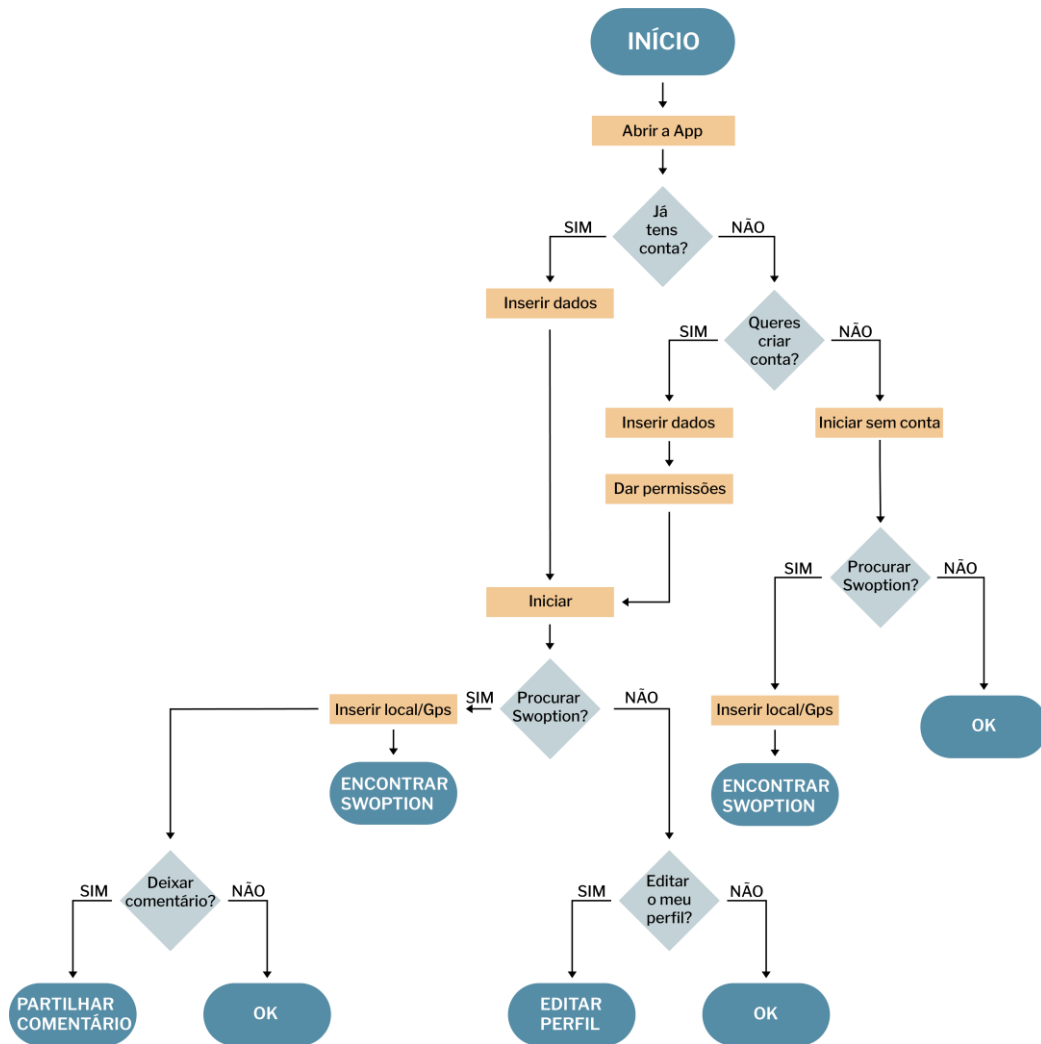 INÍCIO
Abrir a App
Já
tens
conta?
SIM
NÃO
Inserir dados
Queres
criar
conta?
SIM
NÃO
Inserir dados
Iniciar sem conta
Dar permissões
Procurar
Swoption?
SIM
NÃO
Iniciar
Procurar
Swoption?
SIM
NÃO
Inserir local/Gps
Inserir local/Gps
OK
ENCONTRAR
SWOPTION
ENCONTRAR
SWOPTION
Deixar
comentário?
SIM
NÃO
Editar
o meu
perfil?
SIM
NÃO
PARTILHAR
COMENTÁRIO
OK
EDITAR
PERFIL
OK